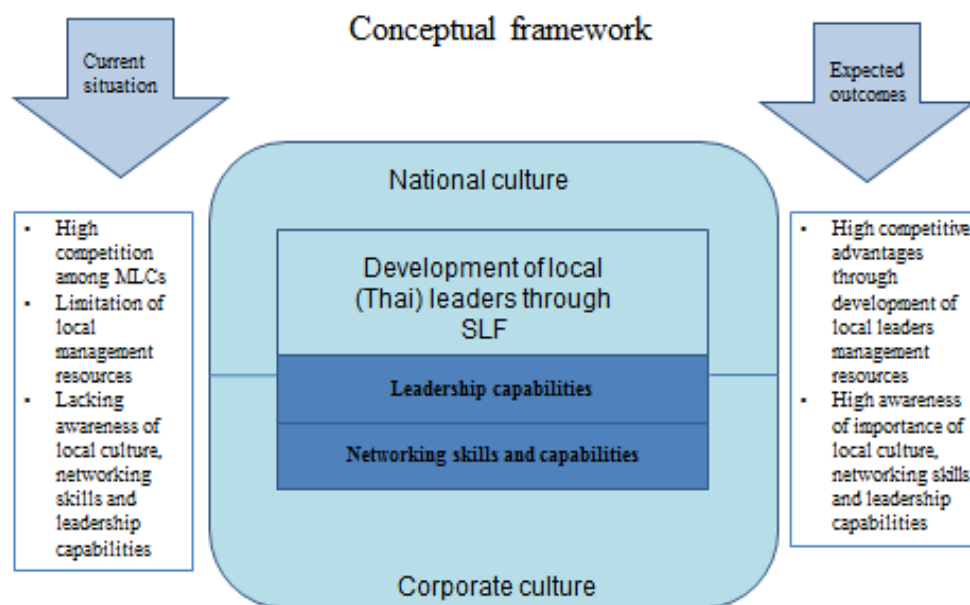 Conceptual framework
Current
situation
Expected
outcomes
• High
competition
among MLCs
• Limitation of
local
management
resources
• Lacking
awareness of
local culture,
networking
skills and
leadership
capabilities
National culture
Development of local
(Thai) leaders through
SLF
Leadership capabilities
Networking skills and capabilities
Corporate culture
• High competitive
advantages
through
development of
local leaders
management
resources
• High awareness
of importance of
local culture,
networking skills
and leadership
capabilities